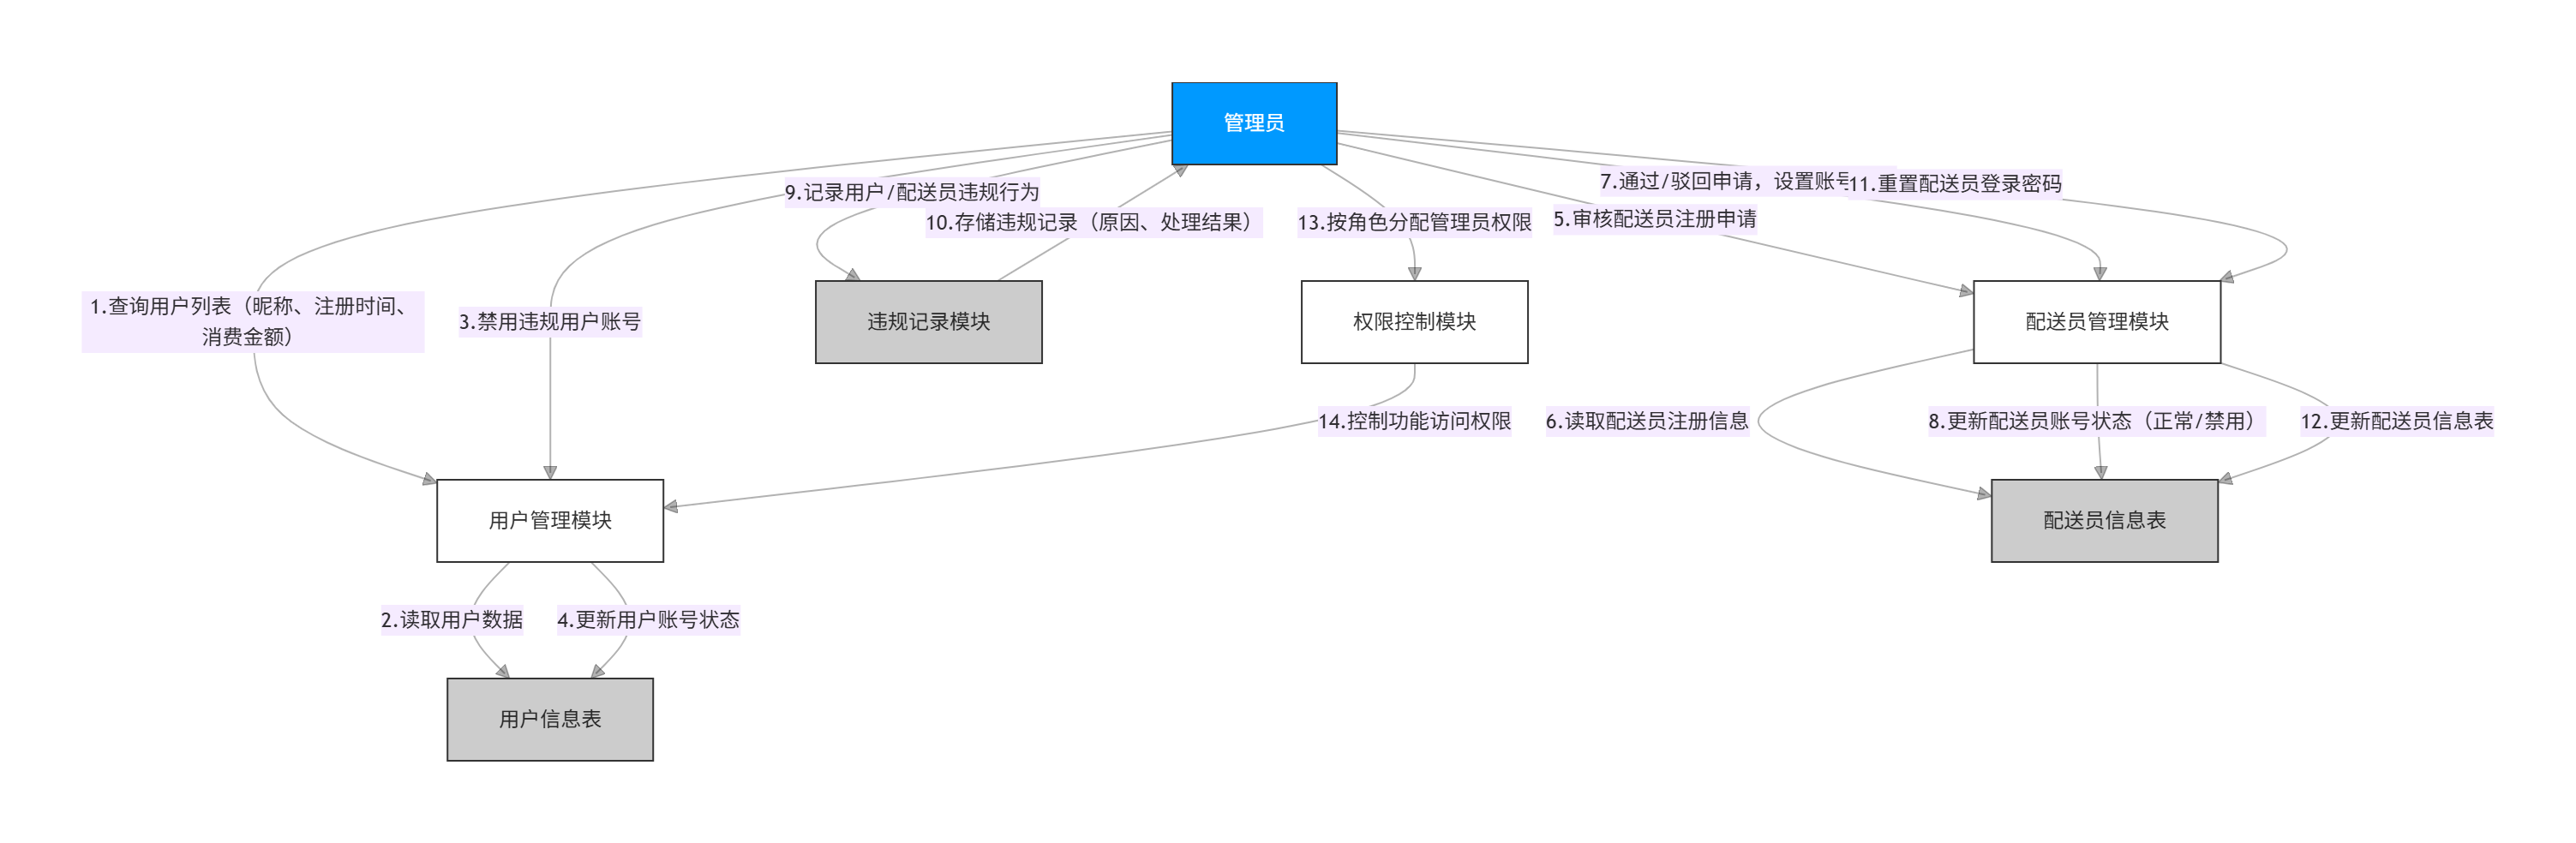 管理员
9.记录用户/配送员违规行为
7.通过/驳回申请，设置账号
11.重置配送员登录密码
10.存储违规记录（原因、处理结果）
13.按角色分配管理员权限
5.审核配送员注册申请
1.查询用户列表（昵称、注册时间、
消费金额）
3.禁用违规用户账号
违规记录模块
权限控制模块
配送员管理模块
14.控制功能访问权限
6.读取配送员注册信息
8.更新配送员账号状态（正常/禁用）
12.更新配送员信息表
用户管理模块
配送员信息表
2.读取用户数据
4.更新用户账号状态
用户信息表